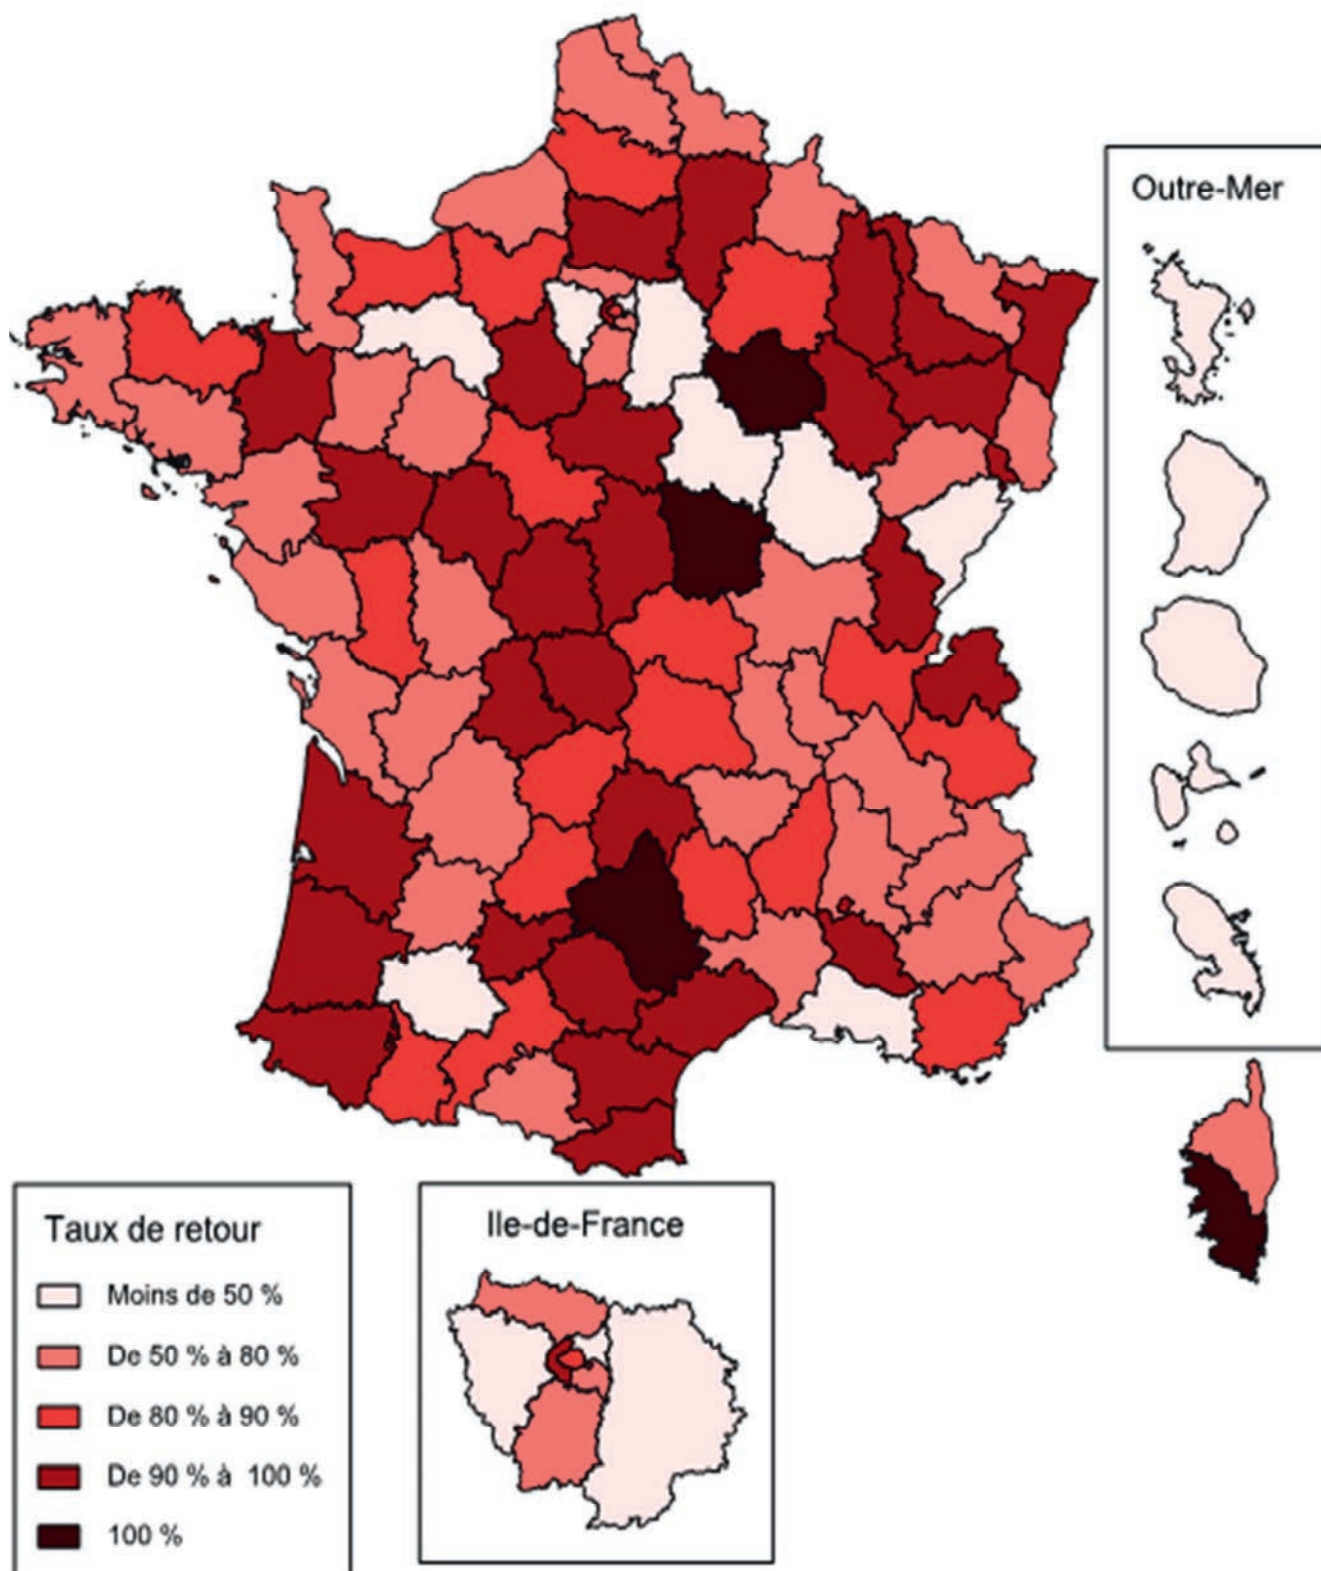 Outre-Mer
Taux de retour
Moins de 50 %
De 50 % à 80 %
De 80 % à 90 %
De 90 % à 100 %
100 %
Ile-de-France